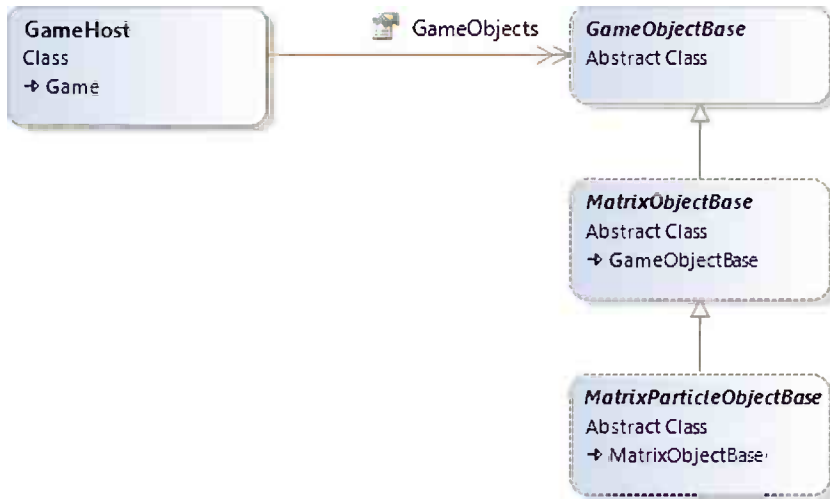 GameHost
Class
→ Game
GameObjects
GameObjectBase
Abstract Class
MatrixObjectBase
Abstract Class
→ GameObjectBase
MatrixParticleObjectBase
Abstract Class
→ MatrixObjectBase